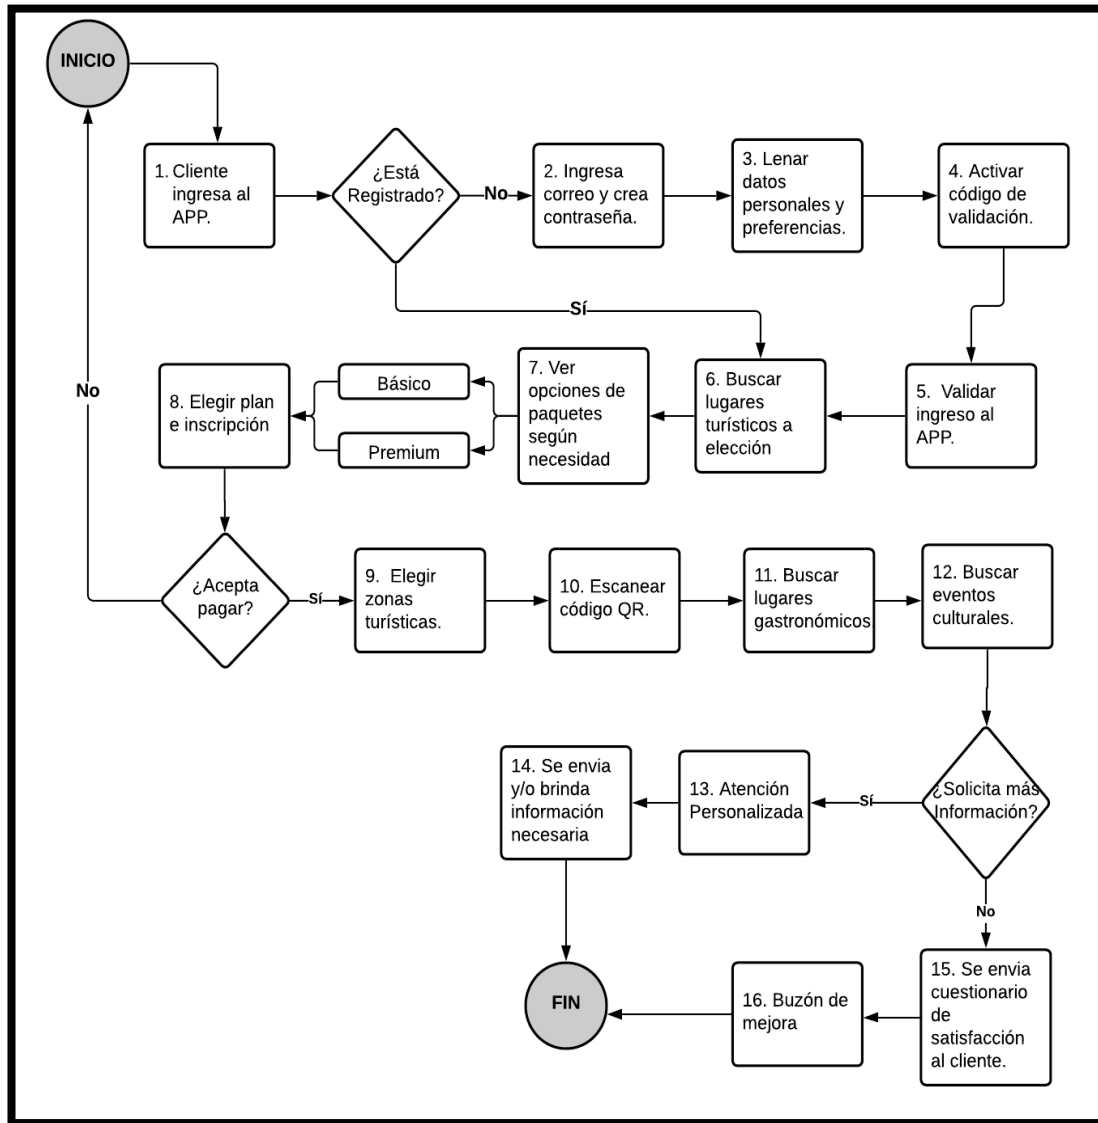 INICIO
1. Cliente
ingresa al
APP.
¿Está
Registrado?
No
2. Ingresa
correo y crea
contraseña.
3. Lenar
datos
personales y
preferencias.
4. Activar
código de
validación.
Sí
No
8. Elegir plan
e inscripción
Básico
Premium
7. Ver
opciones de
paquetes
según
necesidad
6. Buscar
lugares
turísticos a
elección
5. Validar
ingreso al
APP.
¿Acepta
pagar?
Sí
9. Elegir
zonas
turísticas.
10. Escanear
código QR.
11. Buscar
lugares
gastronómicos
12. Buscar
eventos
culturales.
14. Se envia
y/o brinda
información
necesaria
13. Atención
Personalizada
Sí
¿Solicita más
Información?
No
FIN
16. Buzón de
mejora
15. Se envia
cuestionario
de
satisfacción
al cliente.